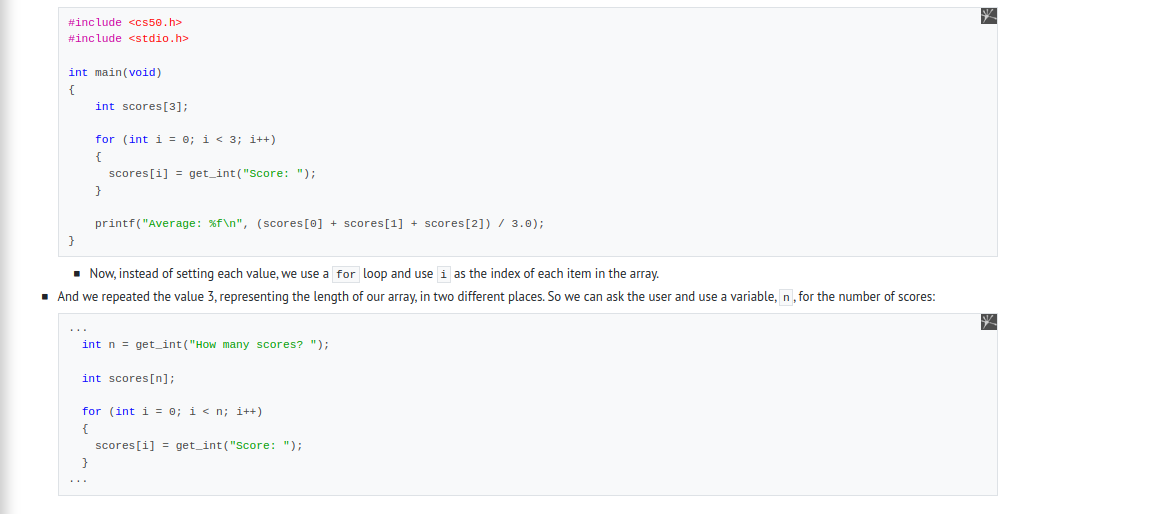 #include <cs50.h>
#include <stdio.h>
int main(void)
{
    int scores[3];
    for (int i = 0; i < 3; i++)
    {
      scores[i] = get_int("Score: ");
    }
    printf("Average: %f\n", (scores[0] + scores[1] + scores[2]) / 3.0);
}
▪ Now, instead of setting each value, we use a for loop and use i as the index of each item in the array.
▪ And we repeated the value 3, representing the length of our array, in two different places. So we can ask the user and use a variable, n, for the number of scores:
...
  int n = get_int("How many scores? ");
  int scores[n];
  for (int i = 0; i < n; i++)
  {
    scores[i] = get_int("Score: ");
  }
...